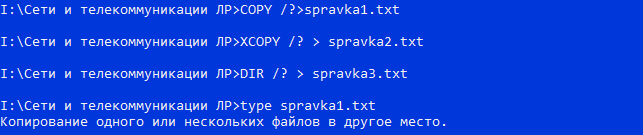 I:\Сети и телекоммуникации ЛР>COPY /?>spravka1.txt
I:\Сети и телекоммуникации ЛР>XCOPY /? > spravka2.txt
I:\Сети и телекоммуникации ЛР>DIR /? > spravka3.txt
I:\Сети и телекоммуникации ЛР>type spravka1.txt
Копирование одного или нескольких файлов в другое место.